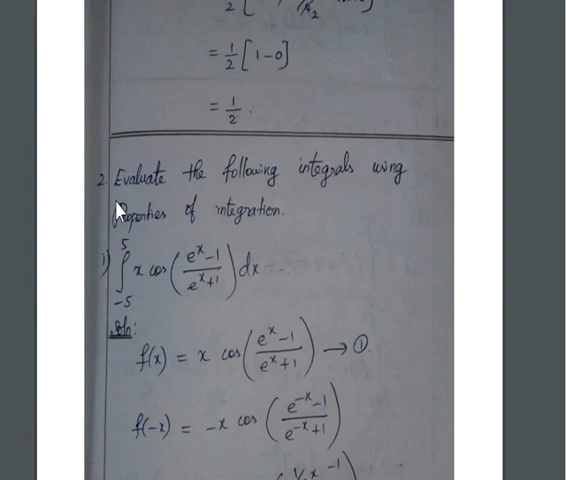 = 1/2 [1-0]
= 1/2.
2. Evaluate the following integrals using
Properties of integration.
i) ∫_{-5}^{5} x cos((e^x-1)/(e^x+1)) dx
Soln:
f(x) = x cos((e^x-1)/(e^x+1)) → ①.
f(-x) = -x cos((e^{-x}-1)/(e^{-x}+1))